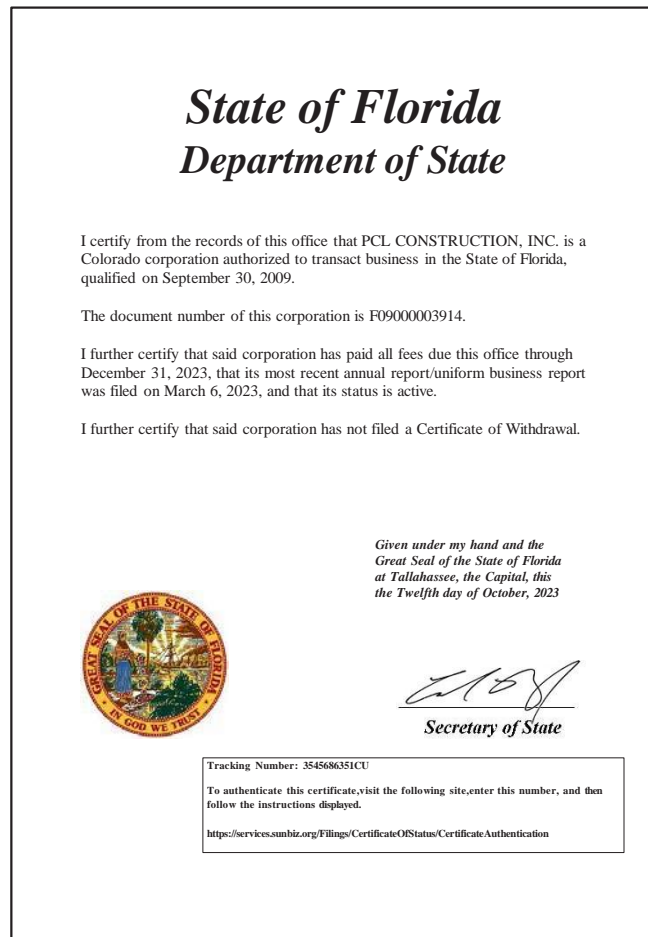 State of Florida
Department of State
I certify from the records of this office that PCL CONSTRUCTION, INC. is a
Colorado corporation authorized to transact business in the State of Florida,
qualified on September 30, 2009.
The document number of this corporation is F09000003914.
I further certify that said corporation has paid all fees due this office through
December 31, 2023, that its most recent annual report/uniform business report
was filed on March 6, 2023, and that its status is active.
I further certify that said corporation has not filed a Certificate of Withdrawal.
Given under my hand and the
Great Seal of the State of Florida
at Tallahassee, the Capital, this
the Twelfth day of October, 2023
GREAT SEAL OF THE STATE OF FLORIDA
IN GOD WE TRUST
Secretary of State
Tracking Number: 3545686351CU
To authenticate this certificate,visit the following site,enter this number, and then
follow the instructions displayed.
https://services.sunbiz.org/Filings/CertificateOfStatus/CertificateAuthentication